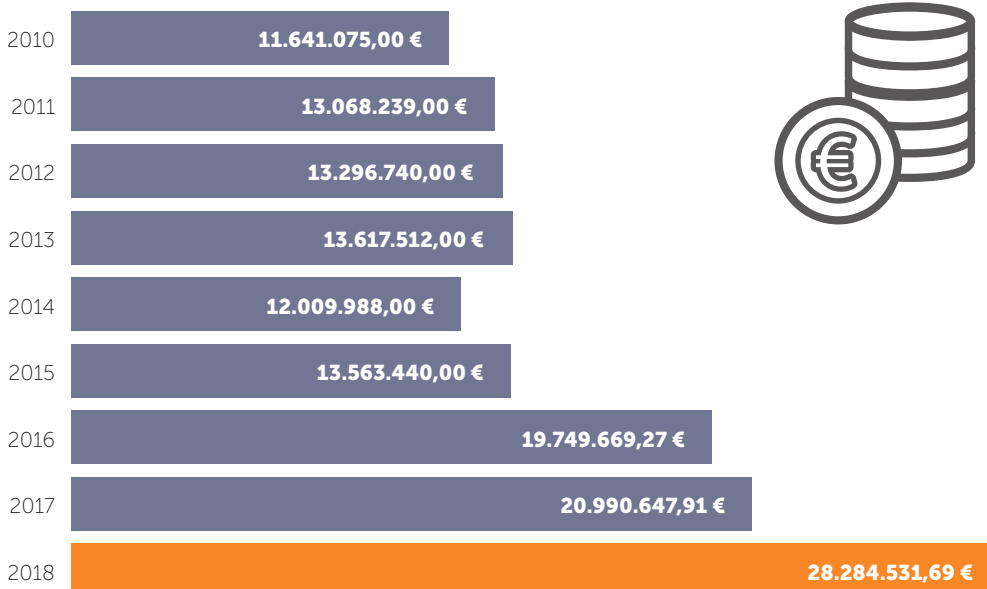 2010 11.641.075,00 €
2011 13.068.239,00 €
2012 13.296.740,00 €
2013 13.617.512,00 €
2014 12.009.988,00 €
2015 13.563.440,00 €
2016 19.749.669,27 €
2017 20.990.647,91 €
2018 28.284.531,69 €
€